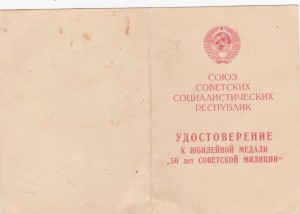 СОЮЗ
СОВЕТСКИХ
СОЦИАЛИСТИЧЕСКИХ
РЕСПУБЛИК
УДОСТОВЕРЕНИЕ
К ЮБИЛЕЙНОЙ МЕДАЛИ
„50 лет СОВЕТСКОЙ МИЛИЦИИ“